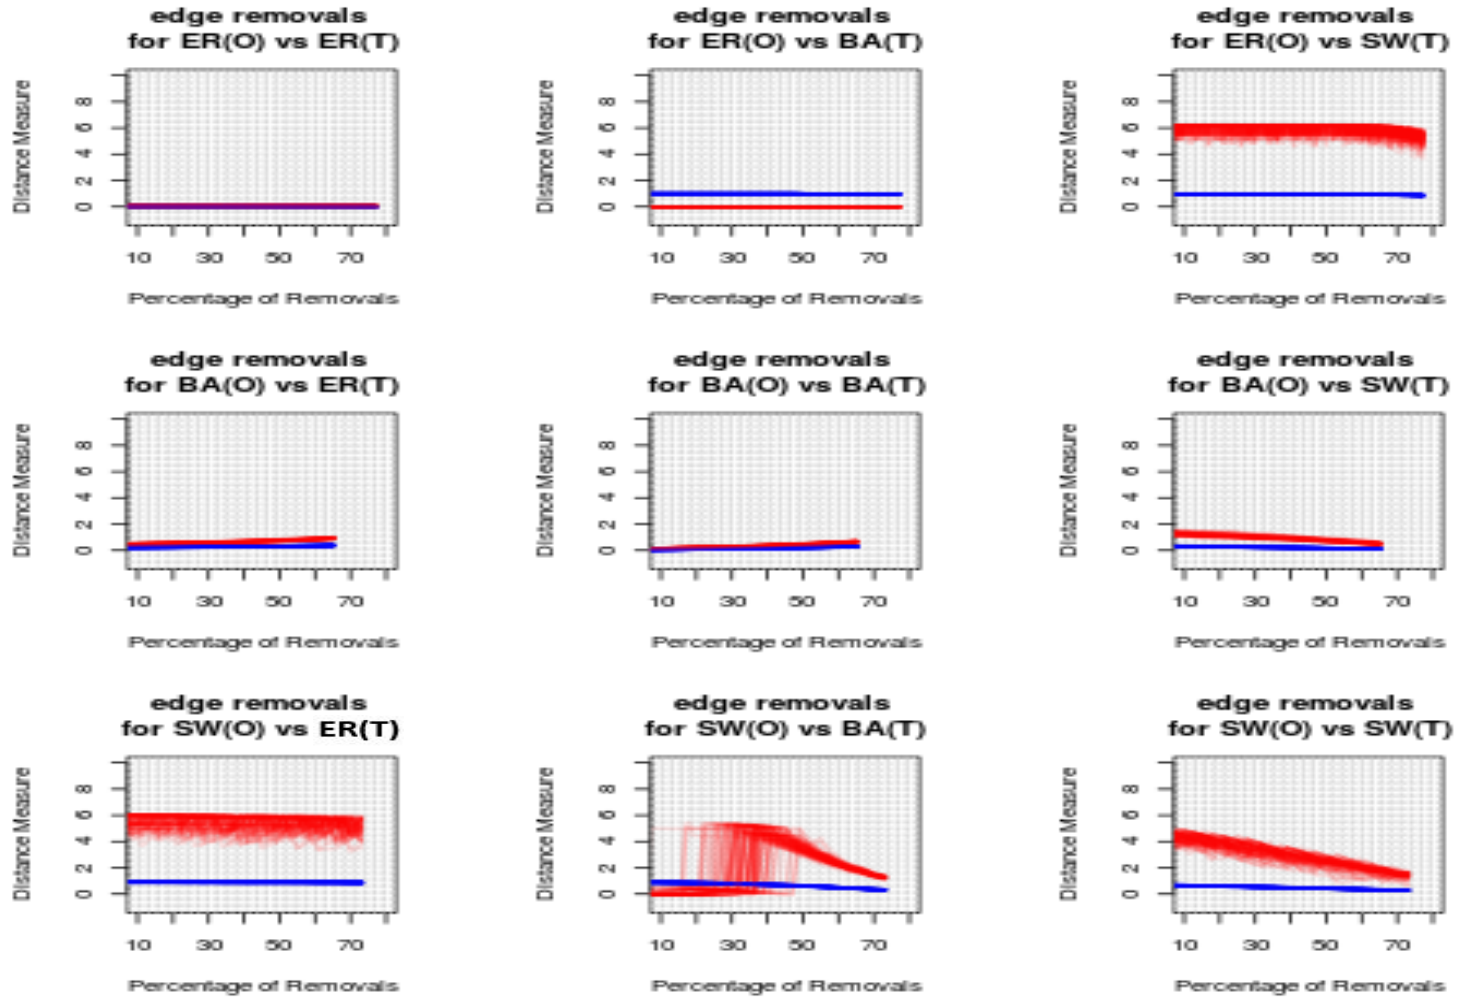 edge removals
for ER(O) vs ER(T)
Distance Measure
0 2 4 6 8
10 30 50 70
Percentage of Removals
edge removals
for ER(O) vs BA(T)
Distance Measure
0 2 4 6 8
10 30 50 70
Percentage of Removals
edge removals
for ER(O) vs SW(T)
Distance Measure
0 2 4 6 8
10 30 50 70
Percentage of Removals
edge removals
for BA(O) vs ER(T)
Distance Measure
0 2 4 6 8
10 30 50 70
Percentage of Removals
edge removals
for BA(O) vs BA(T)
Distance Measure
0 2 4 6 8
10 30 50 70
Percentage of Removals
edge removals
for BA(O) vs SW(T)
Distance Measure
0 2 4 6 8
10 30 50 70
Percentage of Removals
edge removals
for SW(O) vs ER(T)
Distance Measure
0 2 4 6 8
10 30 50 70
Percentage of Removals
edge removals
for SW(O) vs BA(T)
Distance Measure
0 2 4 6 8
10 30 50 70
Percentage of Removals
edge removals
for SW(O) vs SW(T)
Distance Measure
0 2 4 6 8
10 30 50 70
Percentage of Removals